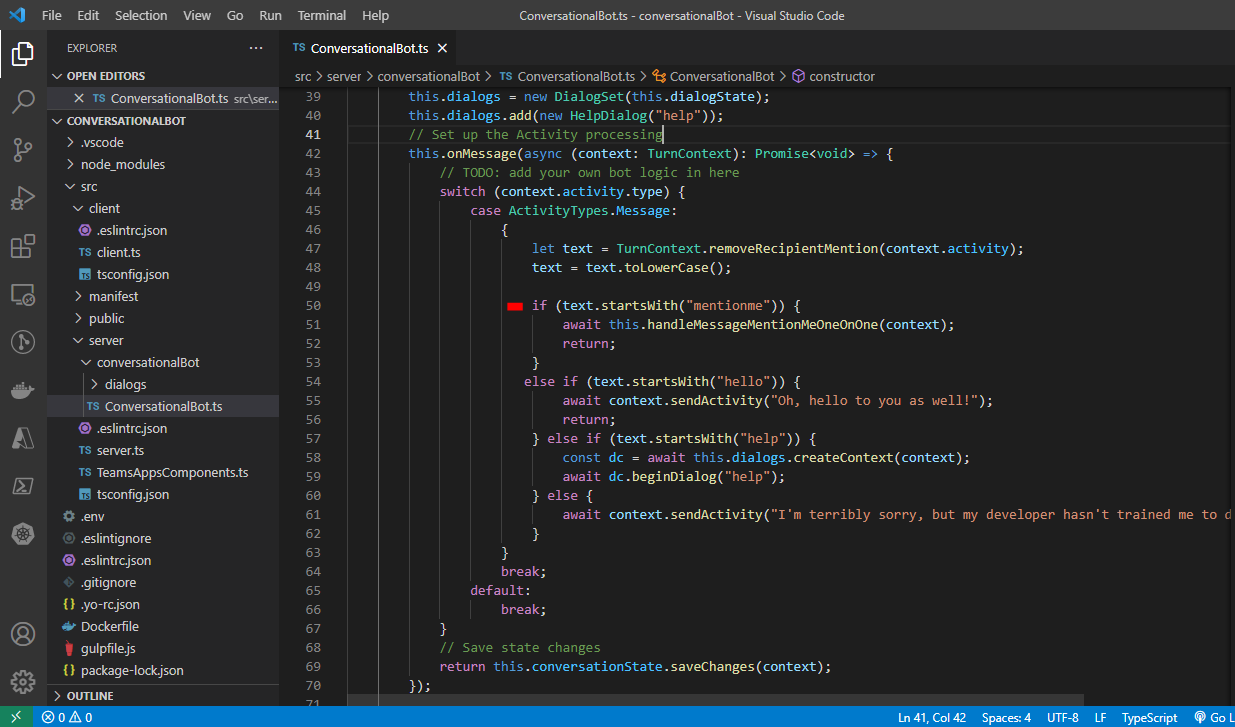 File Edit Selection View Go Run Terminal Help
ConversationalBot.ts - conversationalBot - Visual Studio Code
EXPLORER ...
OPEN EDITORS
TS ConversationalBot.ts src\ser...
CONVERSATIONALBOT
.vscode
node_modules
src
client
.eslintrc.json
TS client.ts
tsconfig.json
manifest
public
server
conversationalBot
dialogs
TS ConversationalBot.ts
.eslintrc.json
TS server.ts
TS TeamsAppsComponents.ts
tsconfig.json
.env
.eslintignore
.eslintrc.json
.gitignore
{} .yo-rc.json
Dockerfile
gulpfile.js
{} package-lock.json
OUTLINE
TS ConversationalBot.ts
src > server > conversationalBot > TS ConversationalBot.ts > ConversationalBot > constructor
39 this.dialogs = new DialogSet(this.dialogState);
40 this.dialogs.add(new HelpDialog("help"));
41 // Set up the Activity processing
42 this.onMessage(async (context: TurnContext): Promise<void> => {
43 // TODO: add your own bot logic in here
44 switch (context.activity.type) {
45 case ActivityTypes.Message:
46 {
47 let text = TurnContext.removeRecipientMention(context.activity);
48 text = text.toLowerCase();
49
50 if (text.startsWith("mentionme")) {
51 await this.handleMessageMentionMeOneOnOne(context);
52 return;
53 }
54 else if (text.startsWith("hello")) {
55 await context.sendActivity("Oh, hello to you as well!");
56 return;
57 } else if (text.startsWith("help")) {
58 const dc = await this.dialogs.createContext(context);
59 await dc.beginDialog("help");
60 } else {
61 await context.sendActivity("I'm terribly sorry, but my developer hasn't trained me to d
62 }
63 }
64 break;
65 default:
66 break;
67 }
68 // Save state changes
69 return this.conversationState.saveChanges(context);
70 });
71
0 0
Ln 41, Col 42 Spaces: 4 UTF-8 LF TypeScript Go L